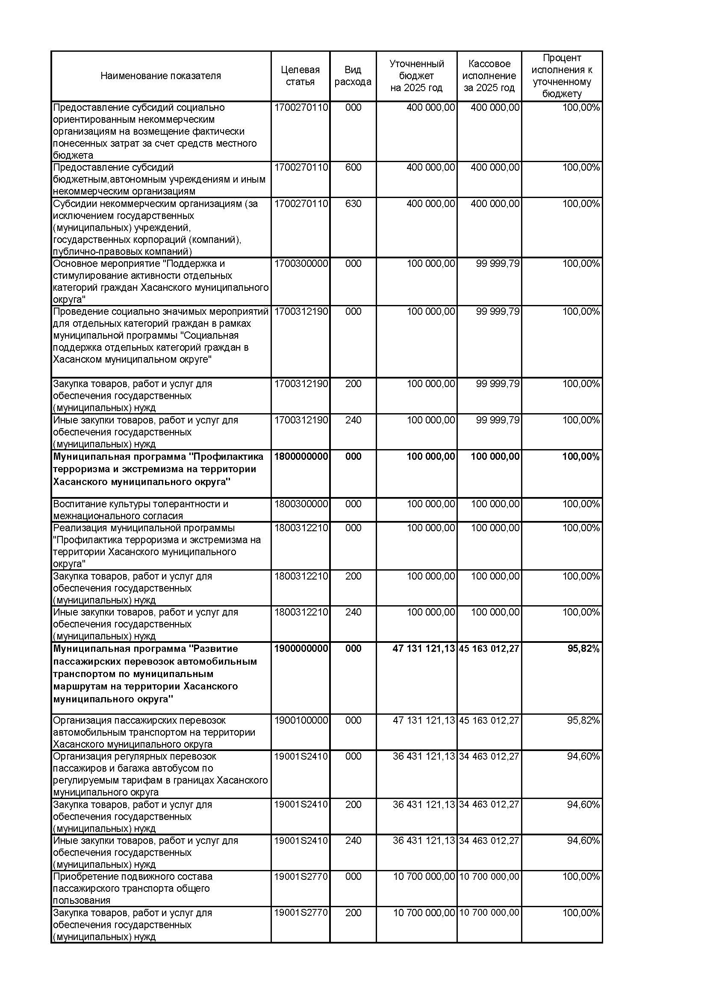 Наименование показателя
Целевая
статья
Вид
расхода
Уточненный
бюджет
на 2025 год
Кассовое
исполнение
за 2025 год
Процент
исполнения к
уточненному
бюджету
Предоставление субсидий социально 1700270110 000 400 000,00 400 000,00 100,00%
ориентированным некоммерческим
организациям на возмещение фактически
понесенных затрат за счет средств местного
бюджета
Предоставление субсидий 1700270110 600 400 000,00 400 000,00 100,00%
бюджетным,автономным учреждениям и иным
некоммерческим организациям
Субсидии некоммерческим организациям (за 1700270110 630 400 000,00 400 000,00 100,00%
исключением государственных
(муниципальных) учреждений,
государственных корпораций (компаний),
публично-правовых компаний)
Основное мероприятие "Поддержка и 1700300000 000 100 000,00 99 999,79 100,00%
стимулирование активности отдельных
категорий граждан Хасанского муниципального
округа"
Проведение социально значимых мероприятий 1700312190 000 100 000,00 99 999,79 100,00%
для отдельных категорий граждан в рамках
муниципальной программы "Социальная
поддержка отдельных категорий граждан в
Хасанском муниципальном округе"
Закупка товаров, работ и услуг для 1700312190 200 100 000,00 99 999,79 100,00%
обеспечения государственных
(муниципальных) нужд
Иные закупки товаров, работ и услуг для 1700312190 240 100 000,00 99 999,79 100,00%
обеспечения государственных
(муниципальных) нужд
Муниципальная программа "Профилактика 1800000000 000 100 000,00 100 000,00 100,00%
терроризма и экстремизма на территории
Хасанского муниципального округа"
Воспитание культуры толерантности и 1800300000 000 100 000,00 100 000,00 100,00%
межнационального согласия
Реализация муниципальной программы 1800312210 000 100 000,00 100 000,00 100,00%
"Профилактика терроризма и экстремизма на
территории Хасанского муниципального
округа"
Закупка товаров, работ и услуг для 1800312210 200 100 000,00 100 000,00 100,00%
обеспечения государственных
(муниципальных) нужд
Иные закупки товаров, работ и услуг для 1800312210 240 100 000,00 100 000,00 100,00%
обеспечения государственных
(муниципальных) нужд
Муниципальная программа "Развитие 1900000000 000 47 131 121,13 45 163 012,27 95,82%
пассажирских перевозок автомобильным
транспортом по муниципальным
маршрутам на территории Хасанского
муниципального округа"
Организация пассажирских перевозок 1900100000 000 47 131 121,13 45 163 012,27 95,82%
автомобильным транспортом на территории
Хасанского муниципального округа
Организация регулярных перевозок 19001S2410 000 36 431 121,13 34 463 012,27 94,60%
пассажиров и багажа автобусом по
регулируемым тарифам в границах Хасанского
муниципального округа
Закупка товаров, работ и услуг для 19001S2410 200 36 431 121,13 34 463 012,27 94,60%
обеспечения государственных
(муниципальных) нужд
Иные закупки товаров, работ и услуг для 19001S2410 240 36 431 121,13 34 463 012,27 94,60%
обеспечения государственных
(муниципальных) нужд
Приобретение подвижного состава 19001S2770 000 10 700 000,00 10 700 000,00 100,00%
пассажирского транспорта общего
пользования
Закупка товаров, работ и услуг для 19001S2770 200 10 700 000,00 10 700 000,00 100,00%
обеспечения государственных
(муниципальных) нужд